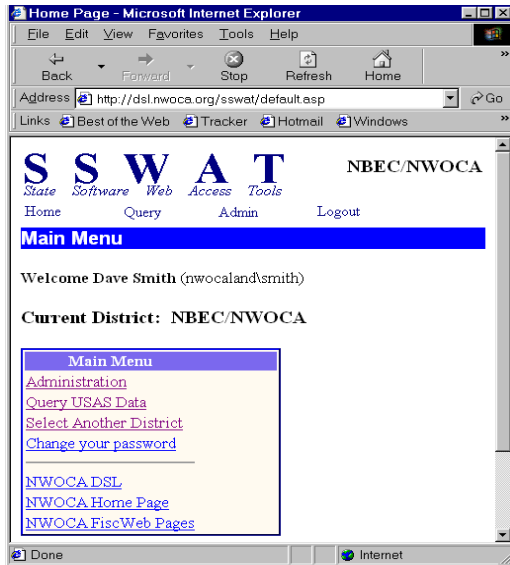 Home Page - Microsoft Internet Explorer
File Edit View Favorites Tools Help
Back Forward Stop Refresh Home »
Address http://dsl.nwoca.org/sswat/default.asp Go
Links Best of the Web Tracker Hotmail Windows »
S S W A T NBEC/NWOCA
State Software Web Access Tools
Home Query Admin Logout
Main Menu
Welcome Dave Smith (nwocaland\smith)
Current District: NBEC/NWOCA
Main Menu
Administration
Query USAS Data
Select Another District
Change your password
NWOCA DSL
NWOCA Home Page
NWOCA FiscWeb Pages
Done Internet